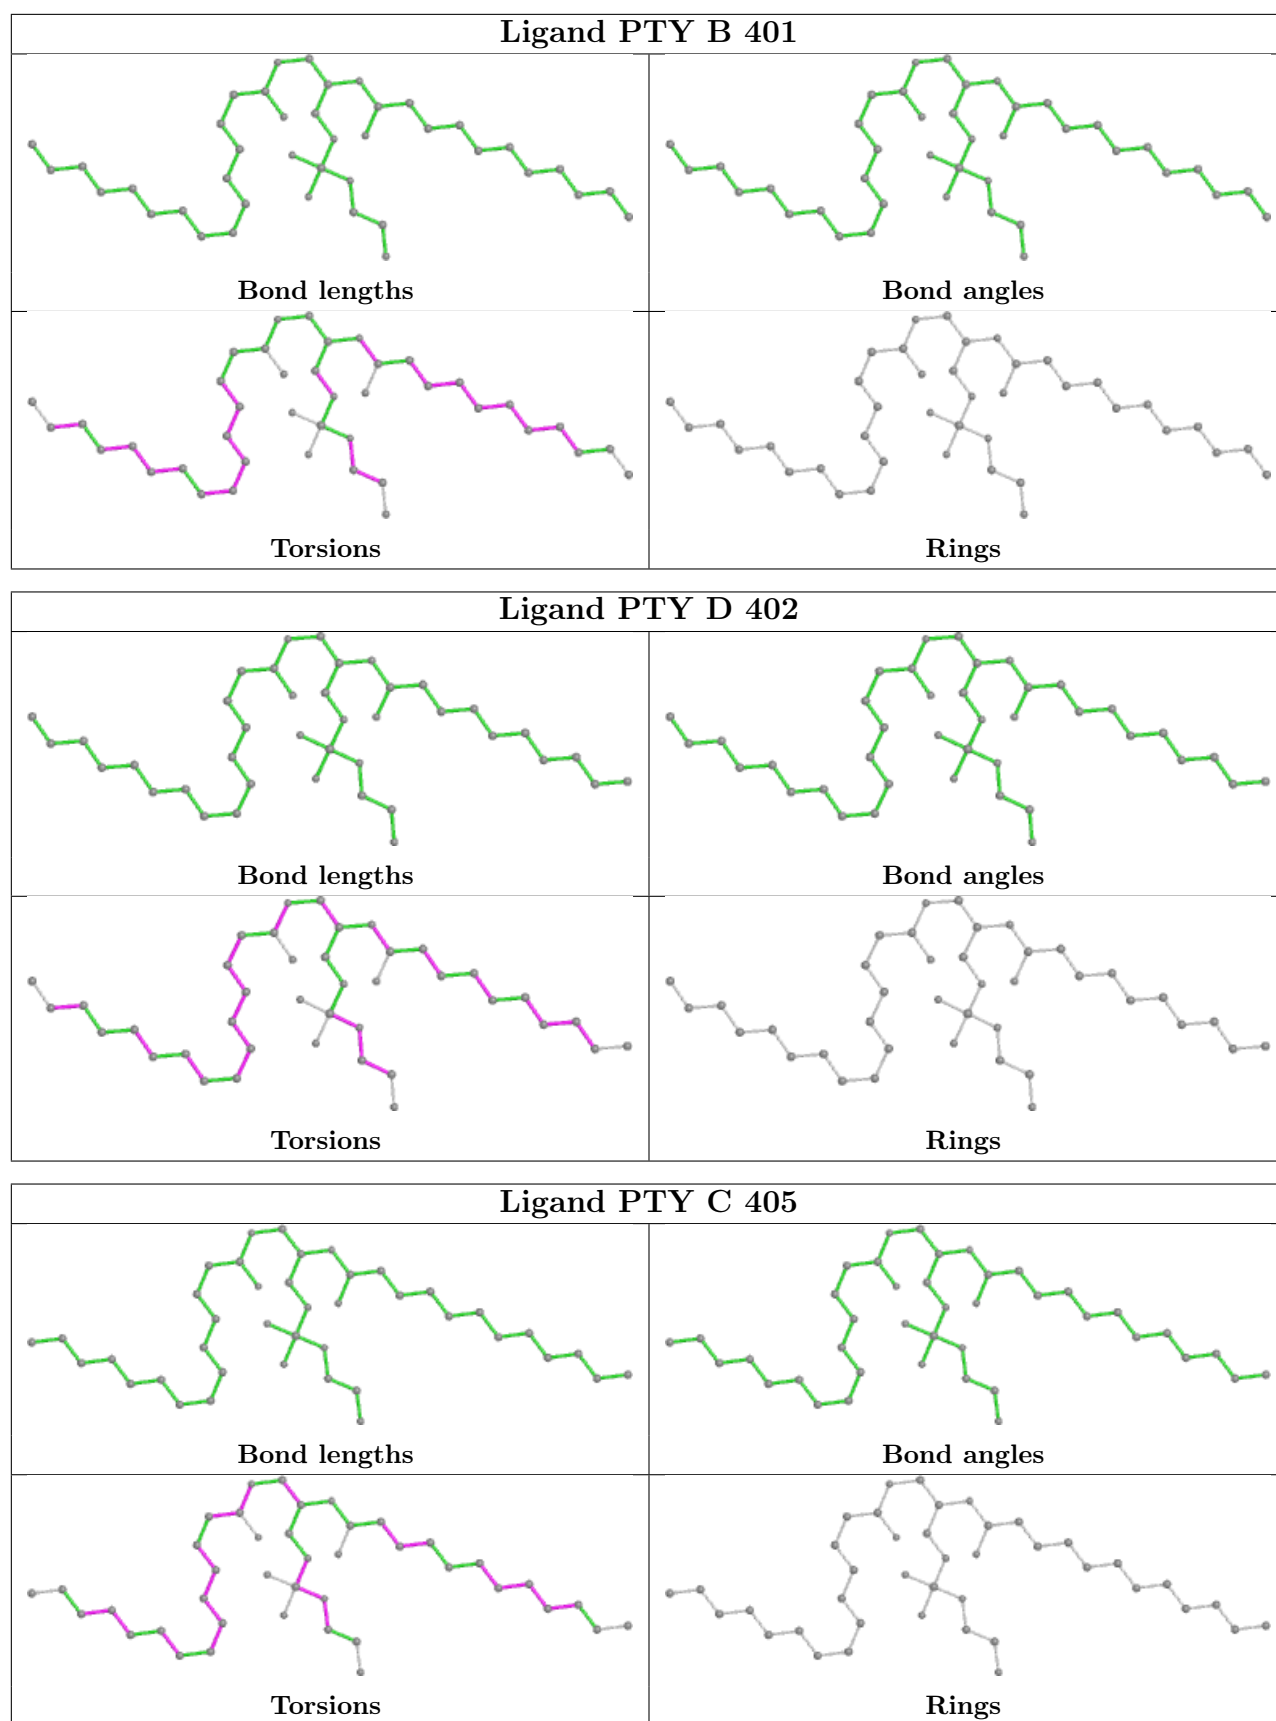 Ligand PTY B 401
Bond lengths
Bond angles
Torsions
Rings
Ligand PTY D 402
Bond lengths
Bond angles
Torsions
Rings
Ligand PTY C 405
Bond lengths
Bond angles
Torsions
Rings